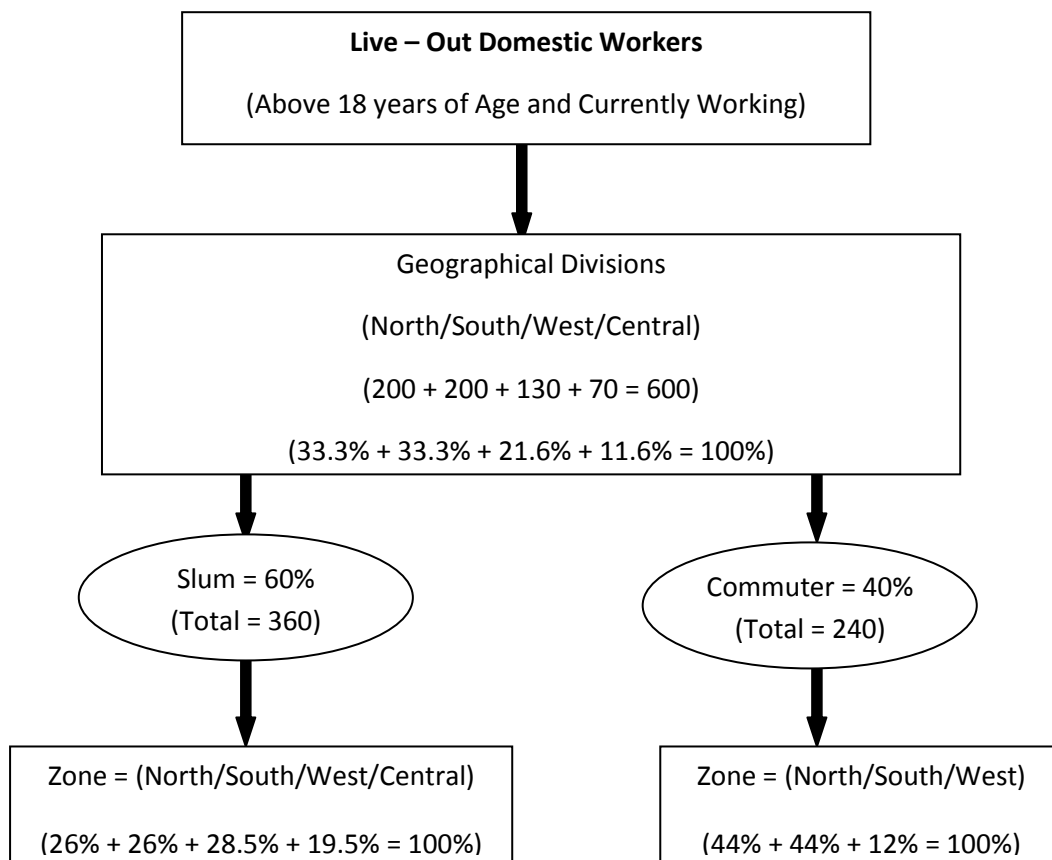 Live – Out Domestic Workers
(Above 18 years of Age and Currently Working)
Geographical Divisions
(North/South/West/Central)
(200 + 200 + 130 + 70 = 600)
(33.3% + 33.3% + 21.6% + 11.6% = 100%)
Slum = 60%
(Total = 360)
Commuter = 40%
(Total = 240)
Zone = (North/South/West/Central)
(26% + 26% + 28.5% + 19.5% = 100%)
Zone = (North/South/West)
(44% + 44% + 12% = 100%)